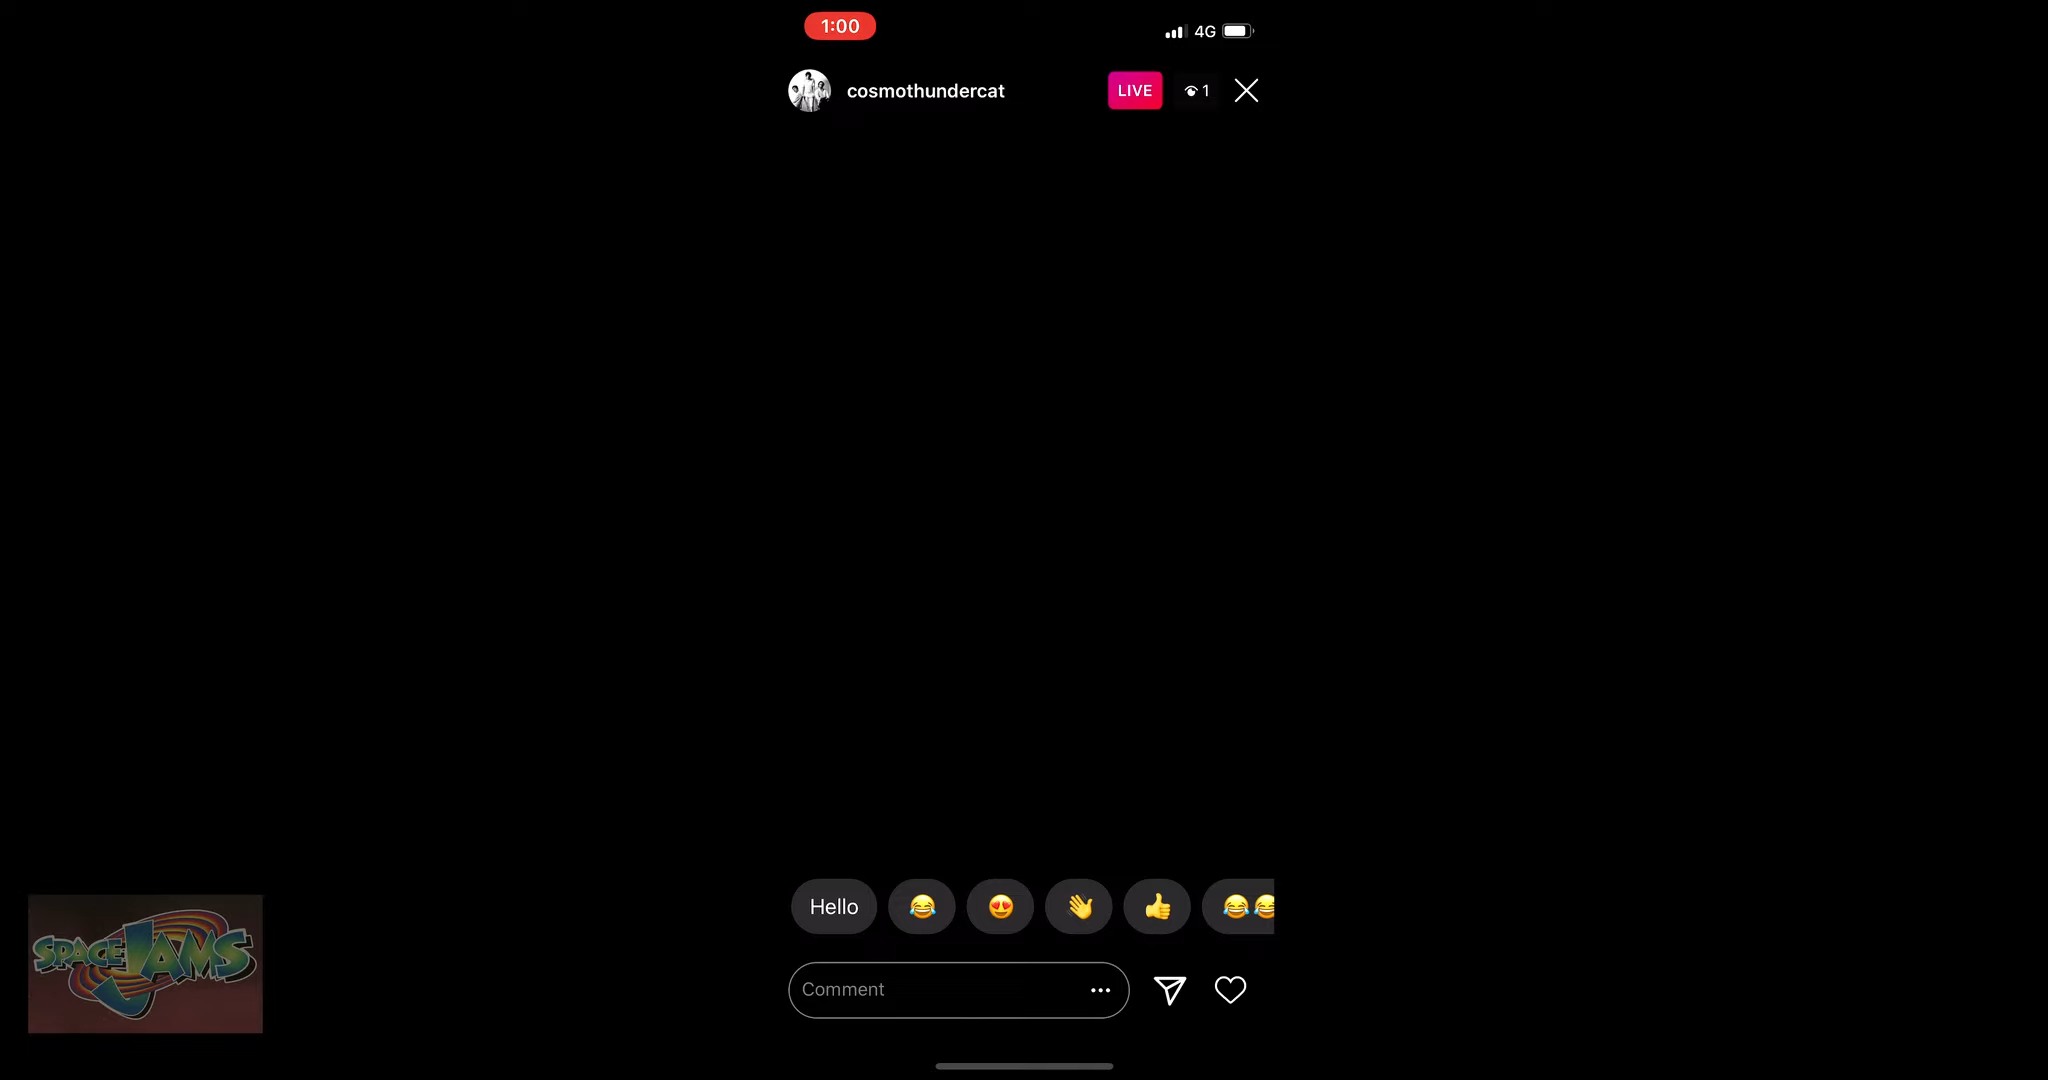 1:00
4G
cosmothundercat
LIVE
1
Hello
Comment
SPACE JAMS